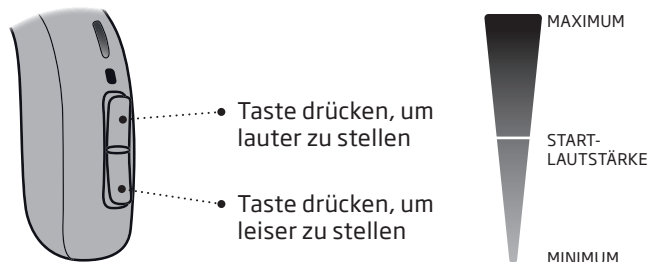 Taste drücken, um
lauter zu stellen
Taste drücken, um
leiser zu stellen
MAXIMUM
START-
LAUTSTÄRKE
MINIMUM